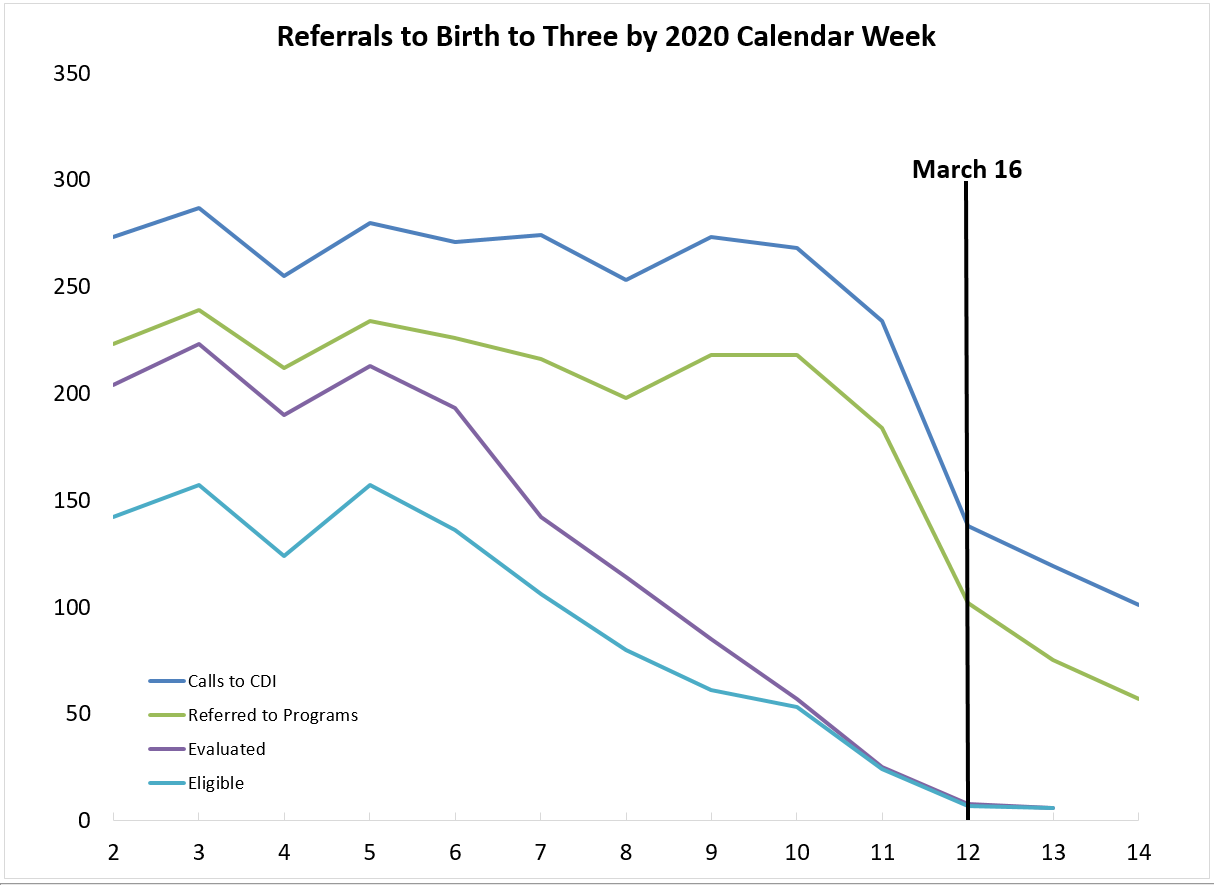 Referrals to Birth to Three by 2020 Calendar Week
350
300
250
200
150
100
50
0
March 16
Calls to CDI
Referred to Programs
Evaluated
Eligible
2 3 4 5 6 7 8 9 10 11 12 13 14